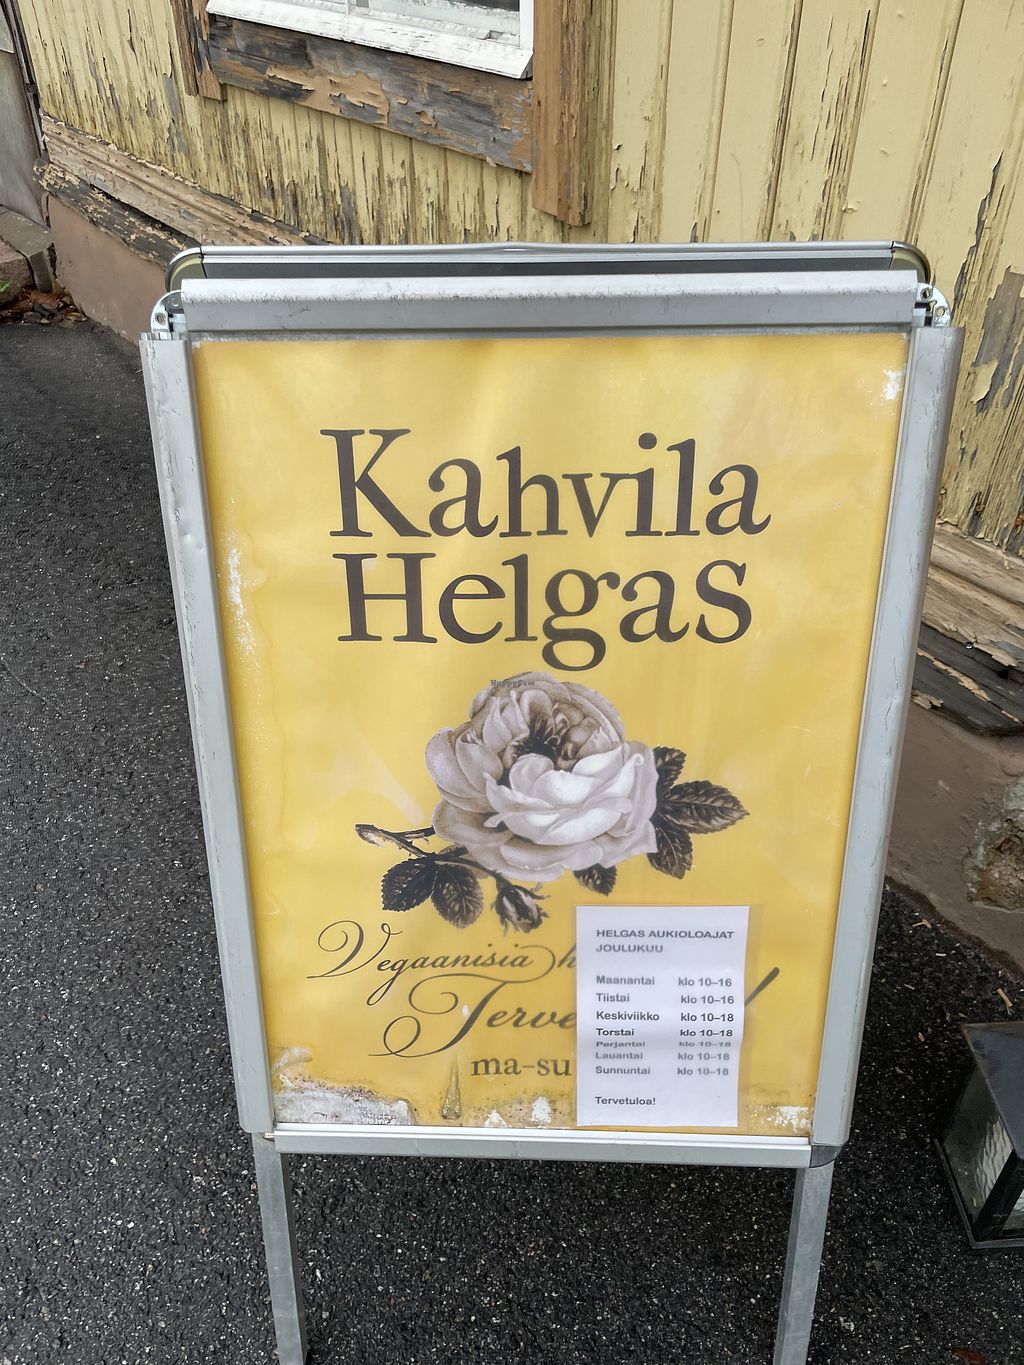 Kahvila
Helgas
HappyCow
Vegaanisia
ma-su
HELGAS AUKIOLOAJAT
JOULUKUU
Maanantai klo 10–16
Tiistai klo 10–16
Keskiviikko klo 10–18
Torstai klo 10–18
Perjantai klo 10–18
Lauantai klo 10–18
Sunnuntai klo 10–18
Tervetuloa!